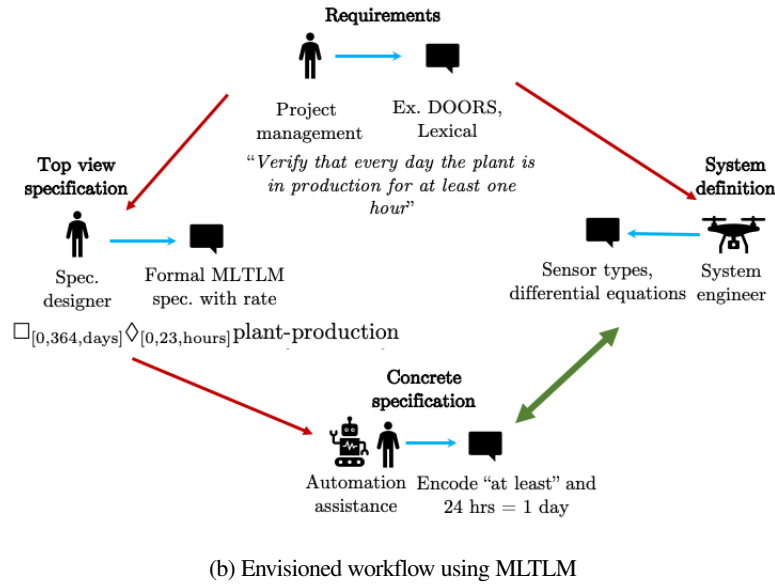 Requirements
Project
management
Ex. DOORS,
Lexical
“Verify that every day the plant is
in production for at least one
hour”
Top view
specification
Spec.
designer
Formal MLTLM
spec. with rate
□[0,364,days]◊[0,23,hours]plant-production
System
definition
Sensor types,
differential equations
System
engineer
Concrete
specification
Automation
assistance
Encode “at least” and
24 hrs = 1 day
(b) Envisioned workflow using MLTLM